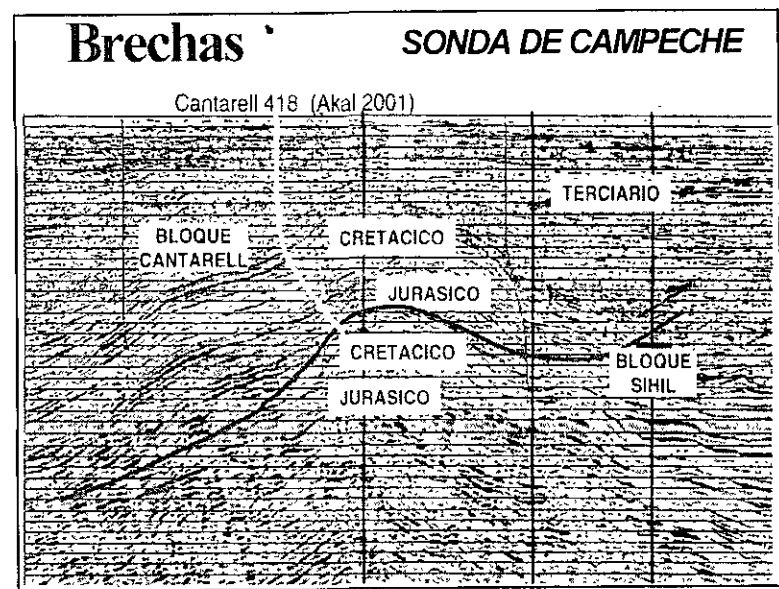 Brechas
SONDA DE CAMPECHE
Cantarell 418 (Akal 2001)
TERCIARIO
BLOQUE
CANTARELL
CRETACICO
JURASICO
CRETACICO
BLOQUE
SIHIL
JURASICO